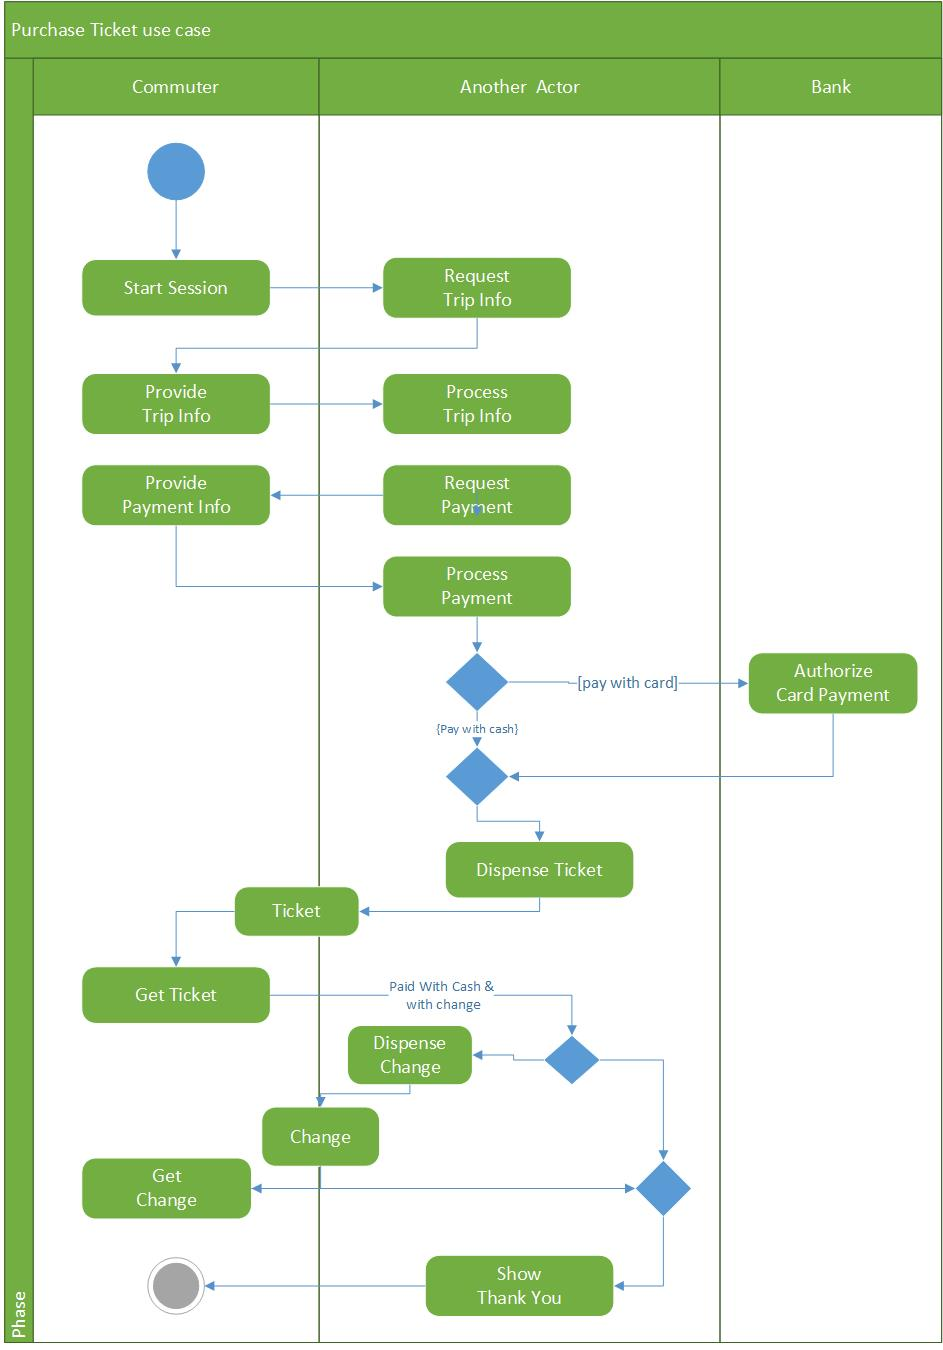 Purchase Ticket use case
Commuter
Another Actor
Bank
Start Session
Request
Trip Info
Provide
Trip Info
Process
Trip Info
Provide
Payment Info
Request
Payment
Process
Payment
[pay with card]
Authorize
Card Payment
{Pay with cash}
Dispense Ticket
Ticket
Get Ticket
Paid With Cash &
with change
Dispense
Change
Change
Get
Change
Show
Thank You
Phase